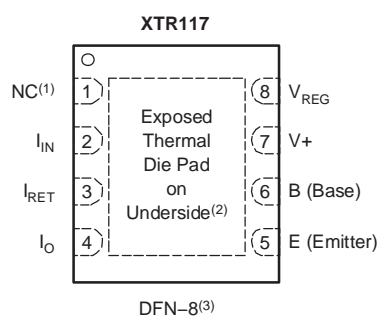 XTR117
NC(1) 1 8 VREG
IIN 2 7 V+
IRET 3 6 B (Base)
IO 4 5 E (Emitter)
Exposed
Thermal
Die Pad
on
Underside(2)
DFN–8(3)